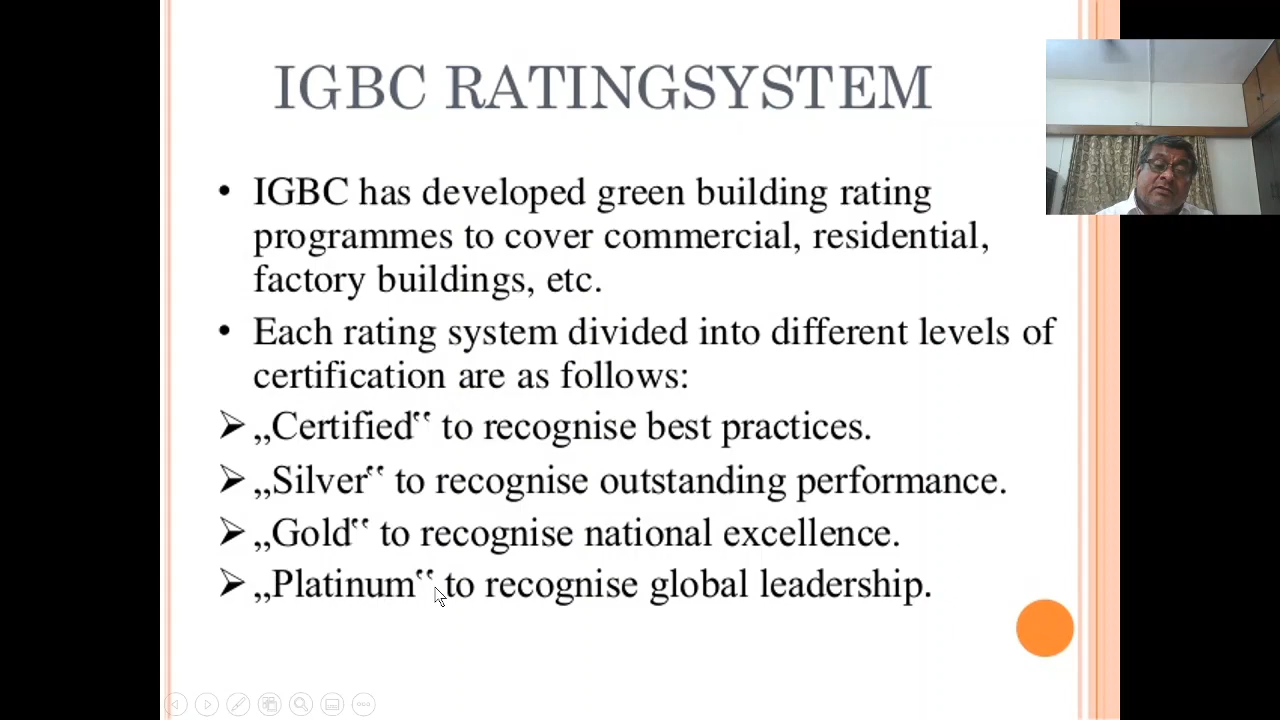 IGBC RATINGSYSTEM
• IGBC has developed green building rating
programmes to cover commercial, residential,
factory buildings, etc.
• Each rating system divided into different levels of
certification are as follows:
➢ „Certified‟ to recognise best practices.
➢ „Silver‟ to recognise outstanding performance.
➢ „Gold‟ to recognise national excellence.
➢ „Platinum‟ to recognise global leadership.